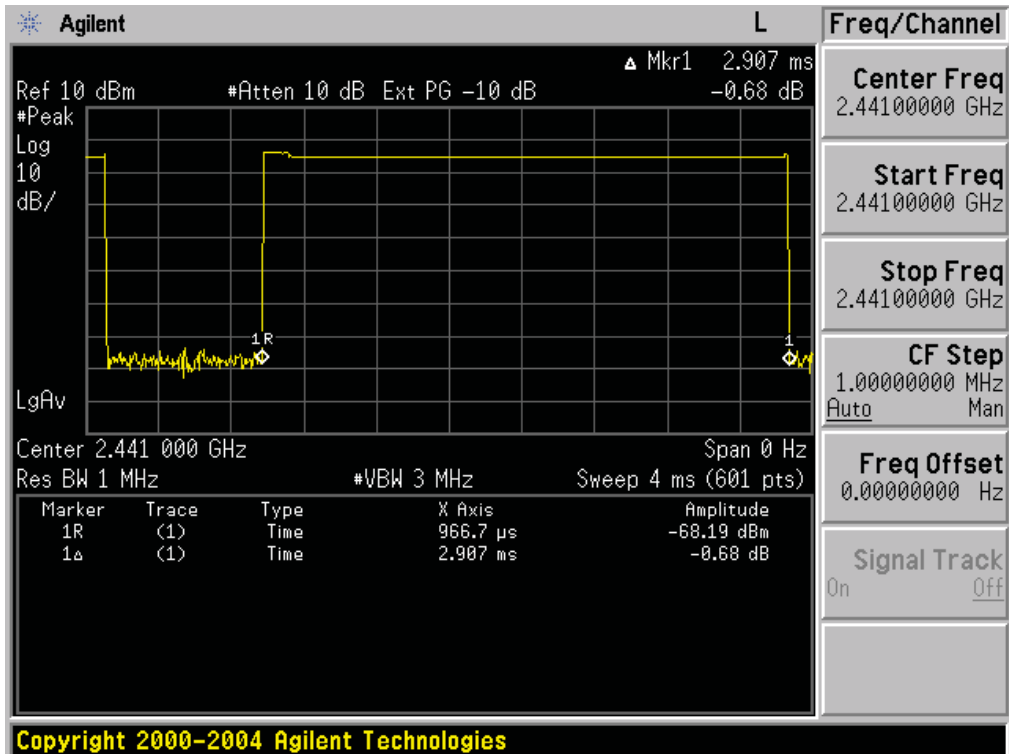 Agilent L
Δ Mkr1 2.907 ms
Ref 10 dBm #Atten 10 dB Ext PG -10 dB -0.68 dB
#Peak
Log
10
dB/
1R
1
LgAv
Center 2.441 000 GHz Span 0 Hz
Res BW 1 MHz #VBW 3 MHz Sweep 4 ms (601 pts)
Marker Trace Type X Axis Amplitude
1R (1) Time 966.7 µs -68.19 dBm
1Δ (1) Time 2.907 ms -0.68 dB
Freq/Channel
Center Freq
2.44100000 GHz
Start Freq
2.44100000 GHz
Stop Freq
2.44100000 GHz
CF Step
1.00000000 MHz
Auto Man
Freq Offset
0.00000000 Hz
Signal Track
On Off
Copyright 2000-2004 Agilent Technologies